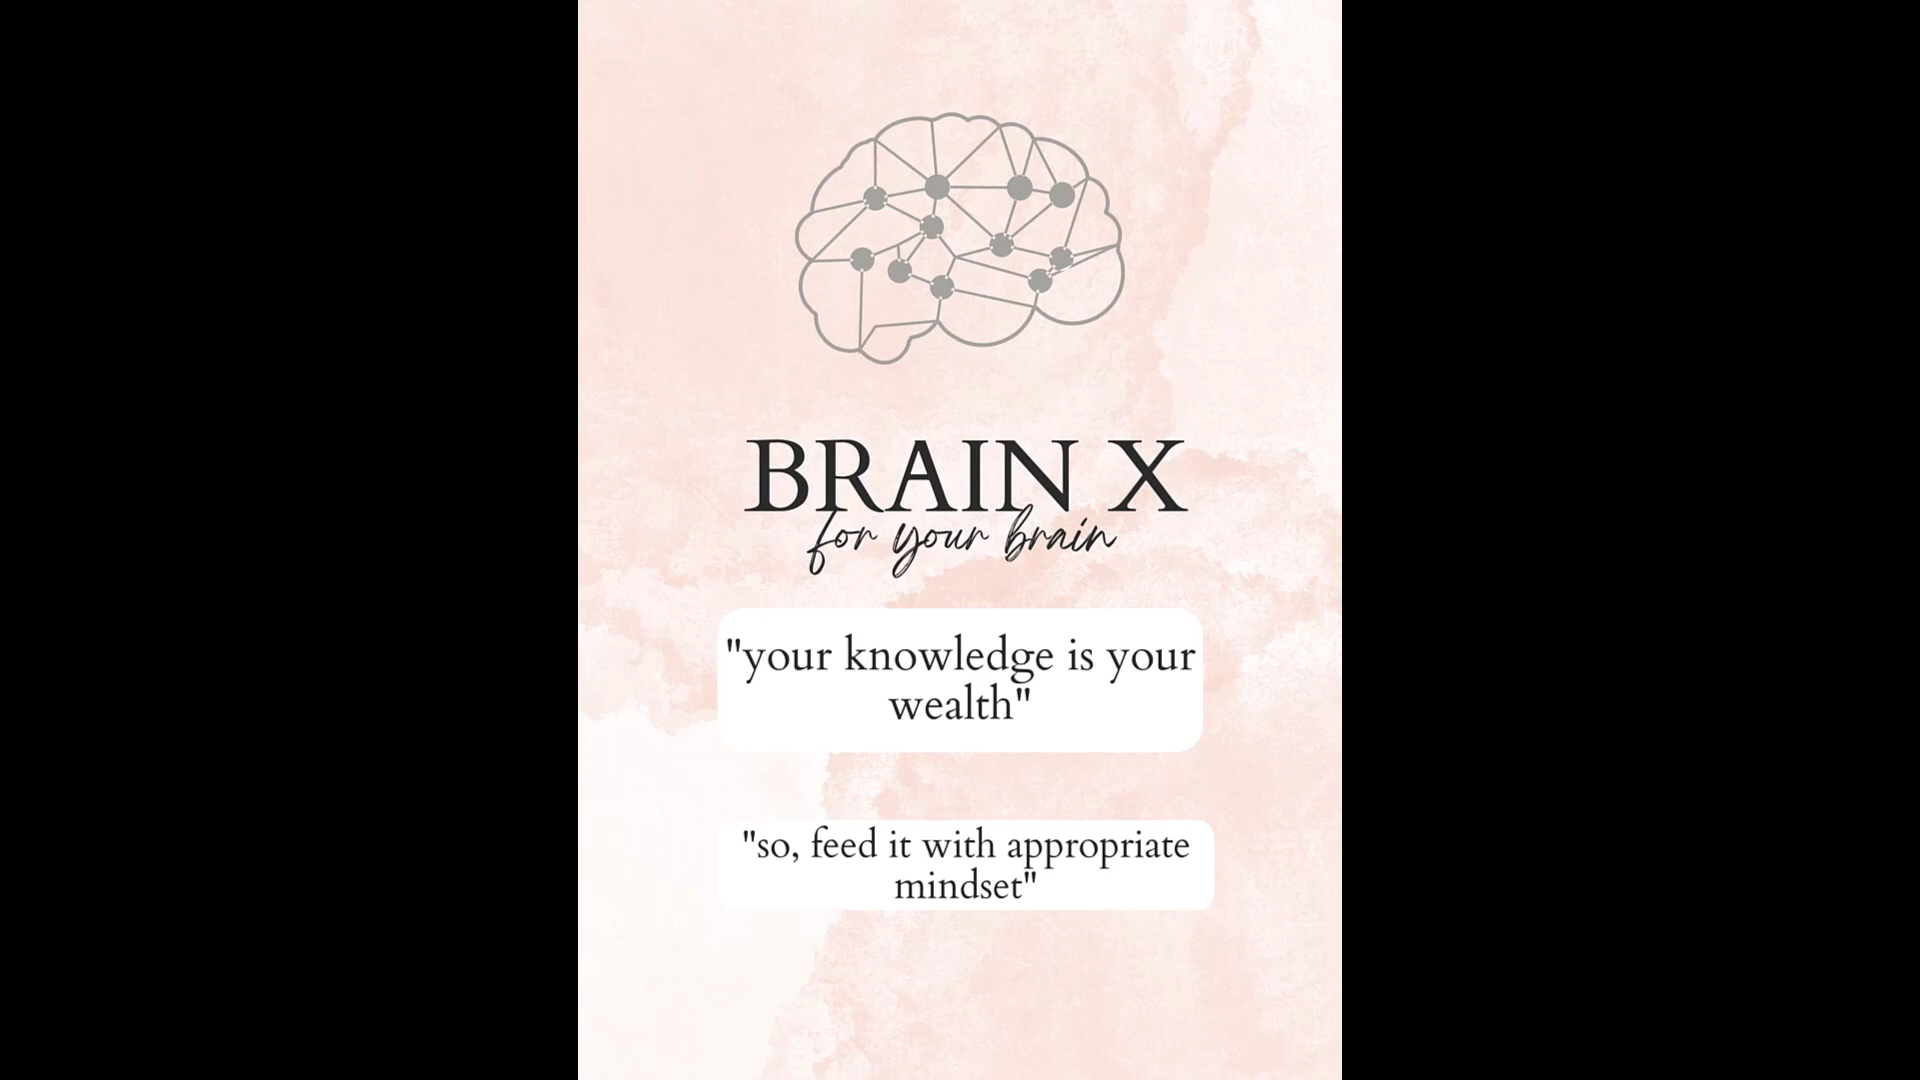 BRAIN X
for your brain
"your knowledge is your
wealth"
"so, feed it with appropriate
mindset"